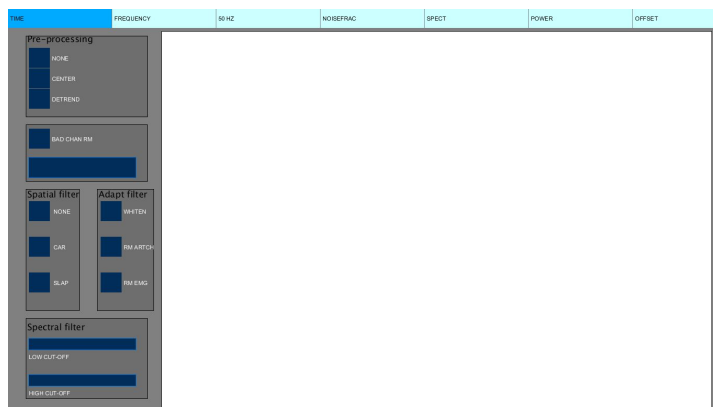 TIME FREQUENCY 50 HZ NOISEFRAC SPECT POWER OFFSET
Pre-processing
NONE
CENTER
DETREND
BAD CHAN RM
Spatial filter Adapt filter
NONE WHITEN
CAR RM ARTCH
SLAP RM EMG
Spectral filter
LOW CUT-OFF
HIGH CUT-OFF